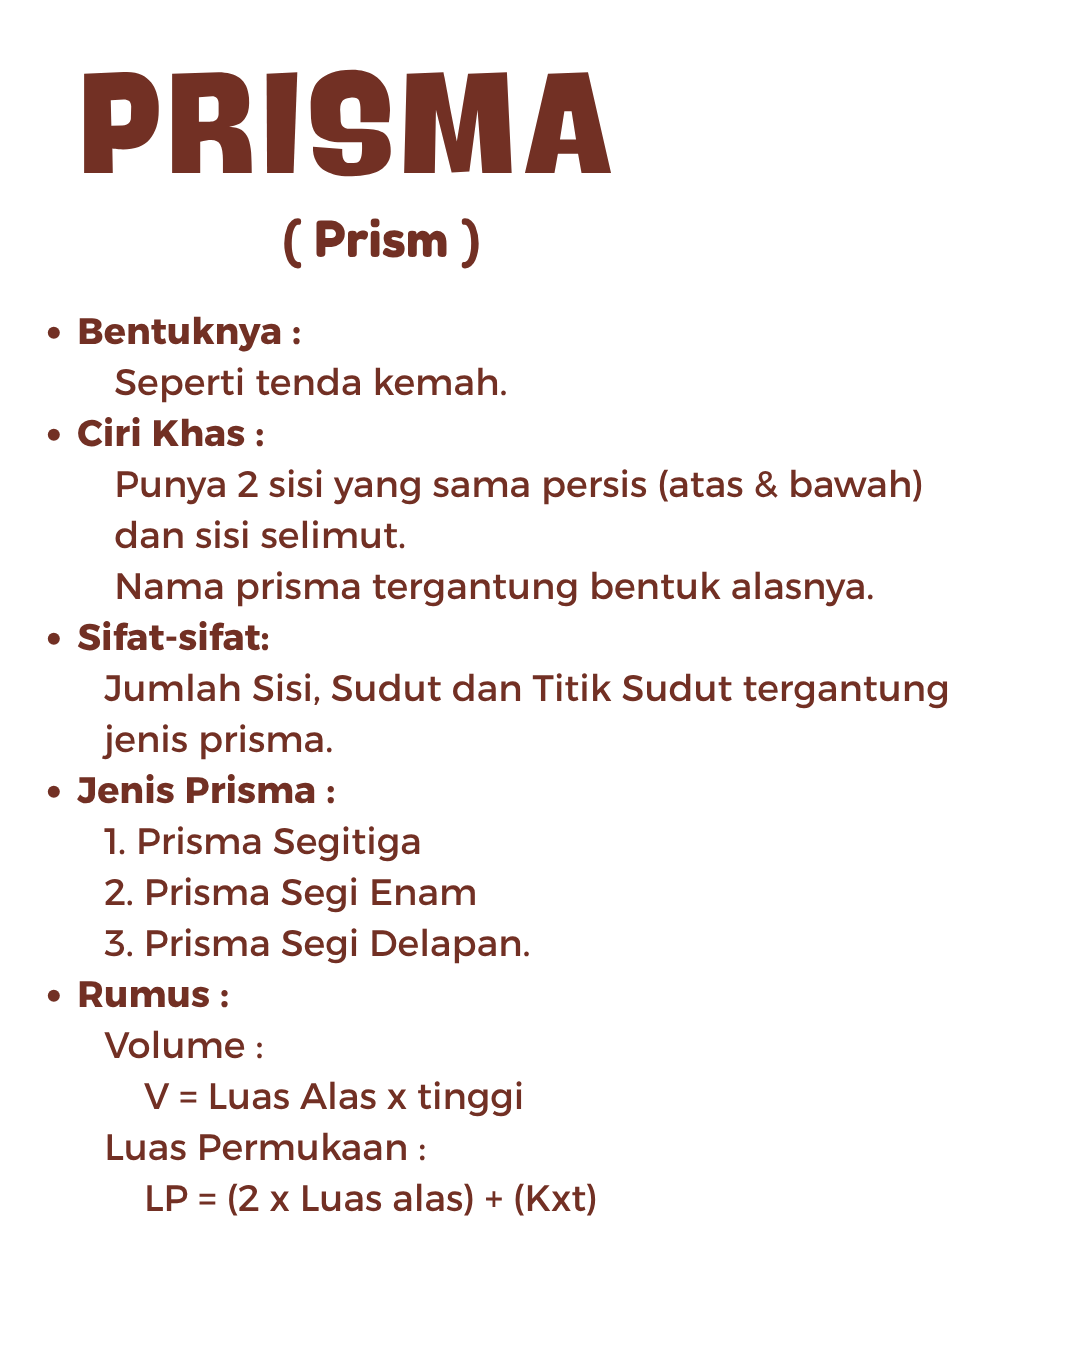 PRISMA
( Prism )
• Bentuknya :
Seperti tenda kemah.
• Ciri Khas :
Punya 2 sisi yang sama persis (atas & bawah)
dan sisi selimut.
Nama prisma tergantung bentuk alasnya.
• Sifat-sifat:
Jumlah Sisi, Sudut dan Titik Sudut tergantung
jenis prisma.
• Jenis Prisma :
1. Prisma Segitiga
2. Prisma Segi Enam
3. Prisma Segi Delapan.
• Rumus :
Volume :
V = Luas Alas x tinggi
Luas Permukaan :
LP = (2 x Luas alas) + (Kxt)